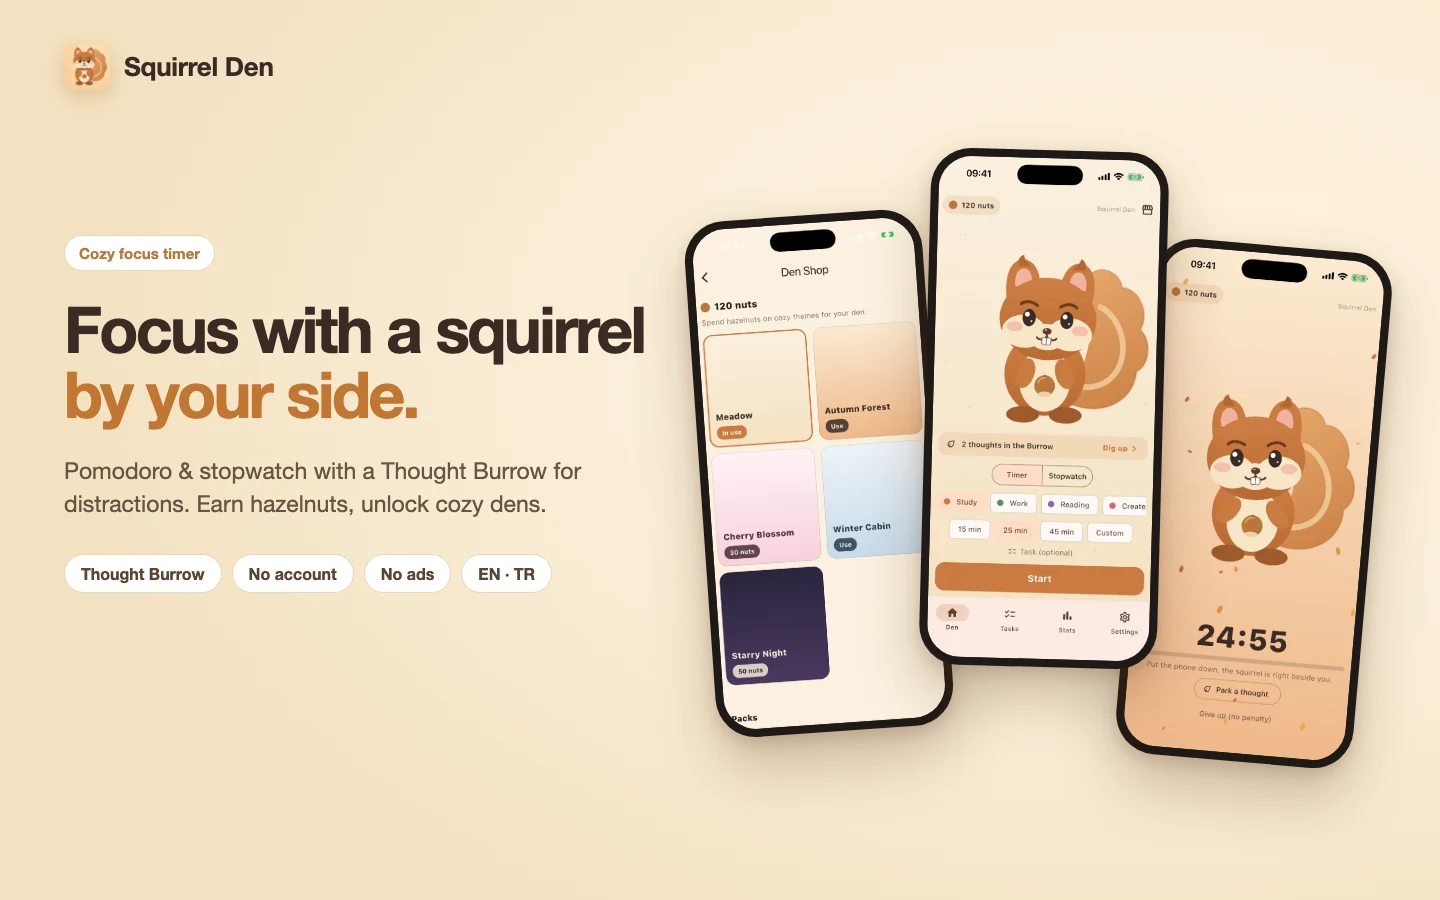 Squirrel Den
Cozy focus timer
Focus with a squirrel
by your side.
Pomodoro & stopwatch with a Thought Burrow for
distractions. Earn hazelnuts, unlock cozy dens.
Thought Burrow
No account
No ads
EN · TR
Den Shop
120 nuts
Spend hazelnuts on cozy themes for your den.
Meadow
In use
Autumn Forest
Use
Cherry Blossom
30 nuts
Winter Cabin
Use
Starry Night
50 nuts
Packs
09:41
120 nuts
Squirrel Den
2 thoughts in the Burrow
Dig up
Timer
Stopwatch
Study
Work
Reading
Create
15 min
25 min
45 min
Custom
Task (optional)
Start
Den
Tasks
Stats
Settings
09:41
120 nuts
Squirrel Den
24:55
Put the phone down, the squirrel is right beside you.
Park a thought
Give up (no penalty)